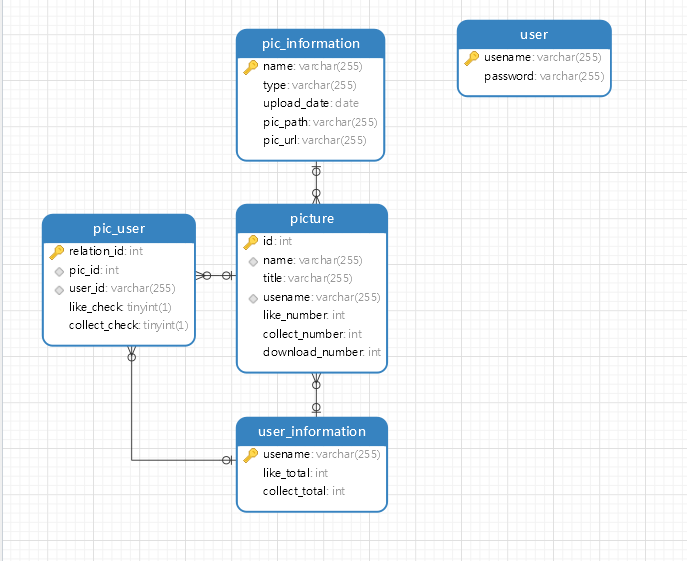 pic_information
name: varchar(255)
type: varchar(255)
upload_date: date
pic_path: varchar(255)
pic_url: varchar(255)
user
usename: varchar(255)
password: varchar(255)
pic_user
relation_id: int
pic_id: int
user_id: varchar(255)
like_check: tinyint(1)
collect_check: tinyint(1)
picture
id: int
name: varchar(255)
title: varchar(255)
usename: varchar(255)
like_number: int
collect_number: int
download_number: int
user_information
usename: varchar(255)
like_total: int
collect_total: int